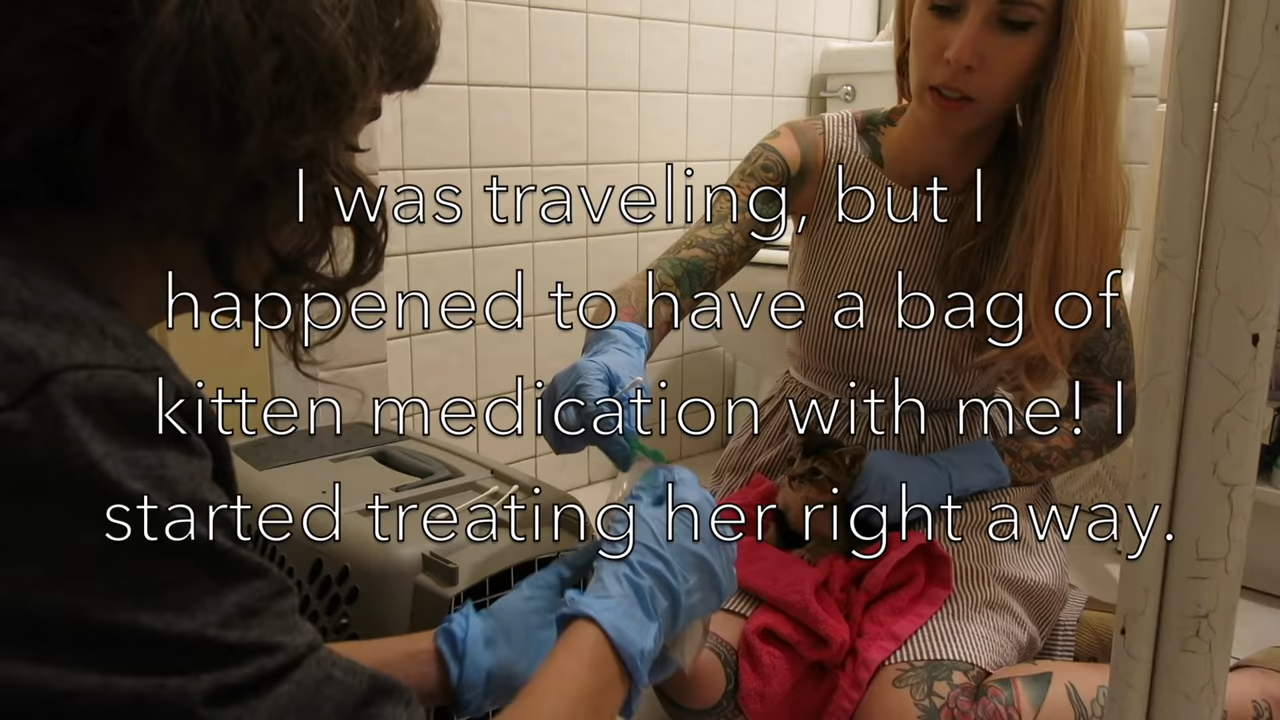 I was traveling, but I
happened to have a bag of
kitten medication with me! I
started treating her right away.